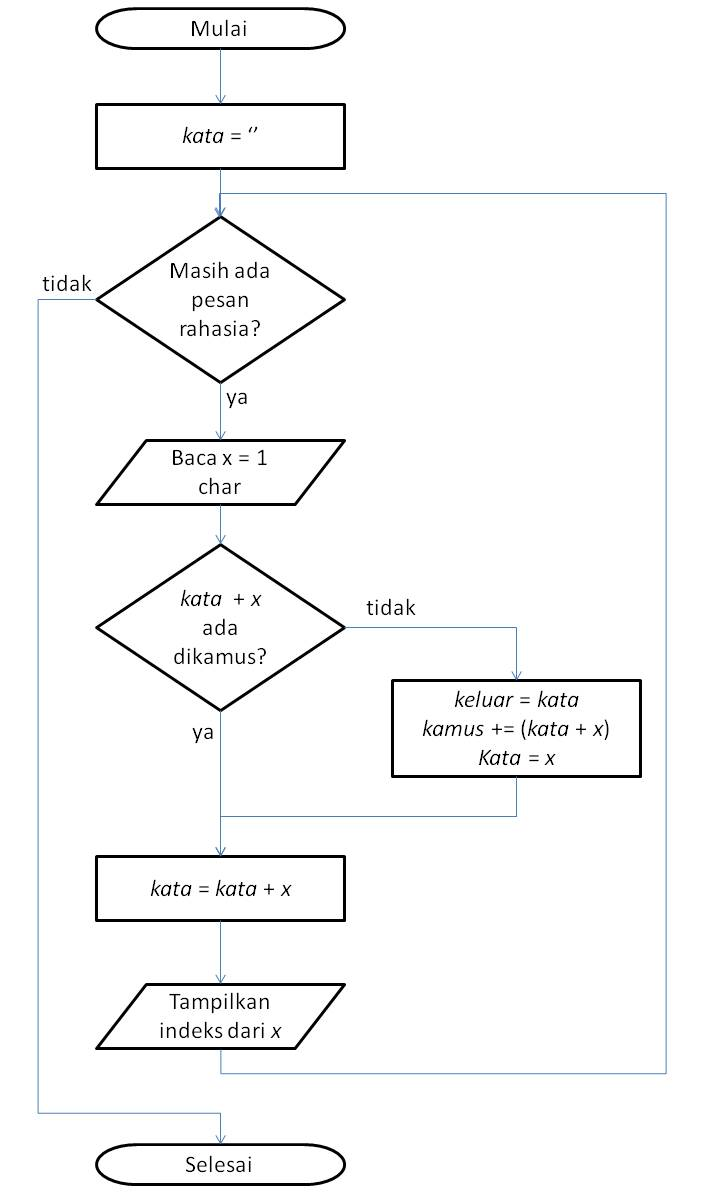 Mulai
kata = ‘’
Masih ada
pesan
rahasia?
tidak
ya
Baca x = 1
char
kata + x
ada
dikamus?
tidak
ya
keluar = kata
kamus += (kata + x)
Kata = x
kata = kata + x
Tampilkan
indeks dari x
Selesai